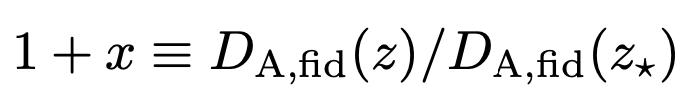 1 + x ≡ D_{A,fid}(z)/D_{A,fid}(z_⋆)